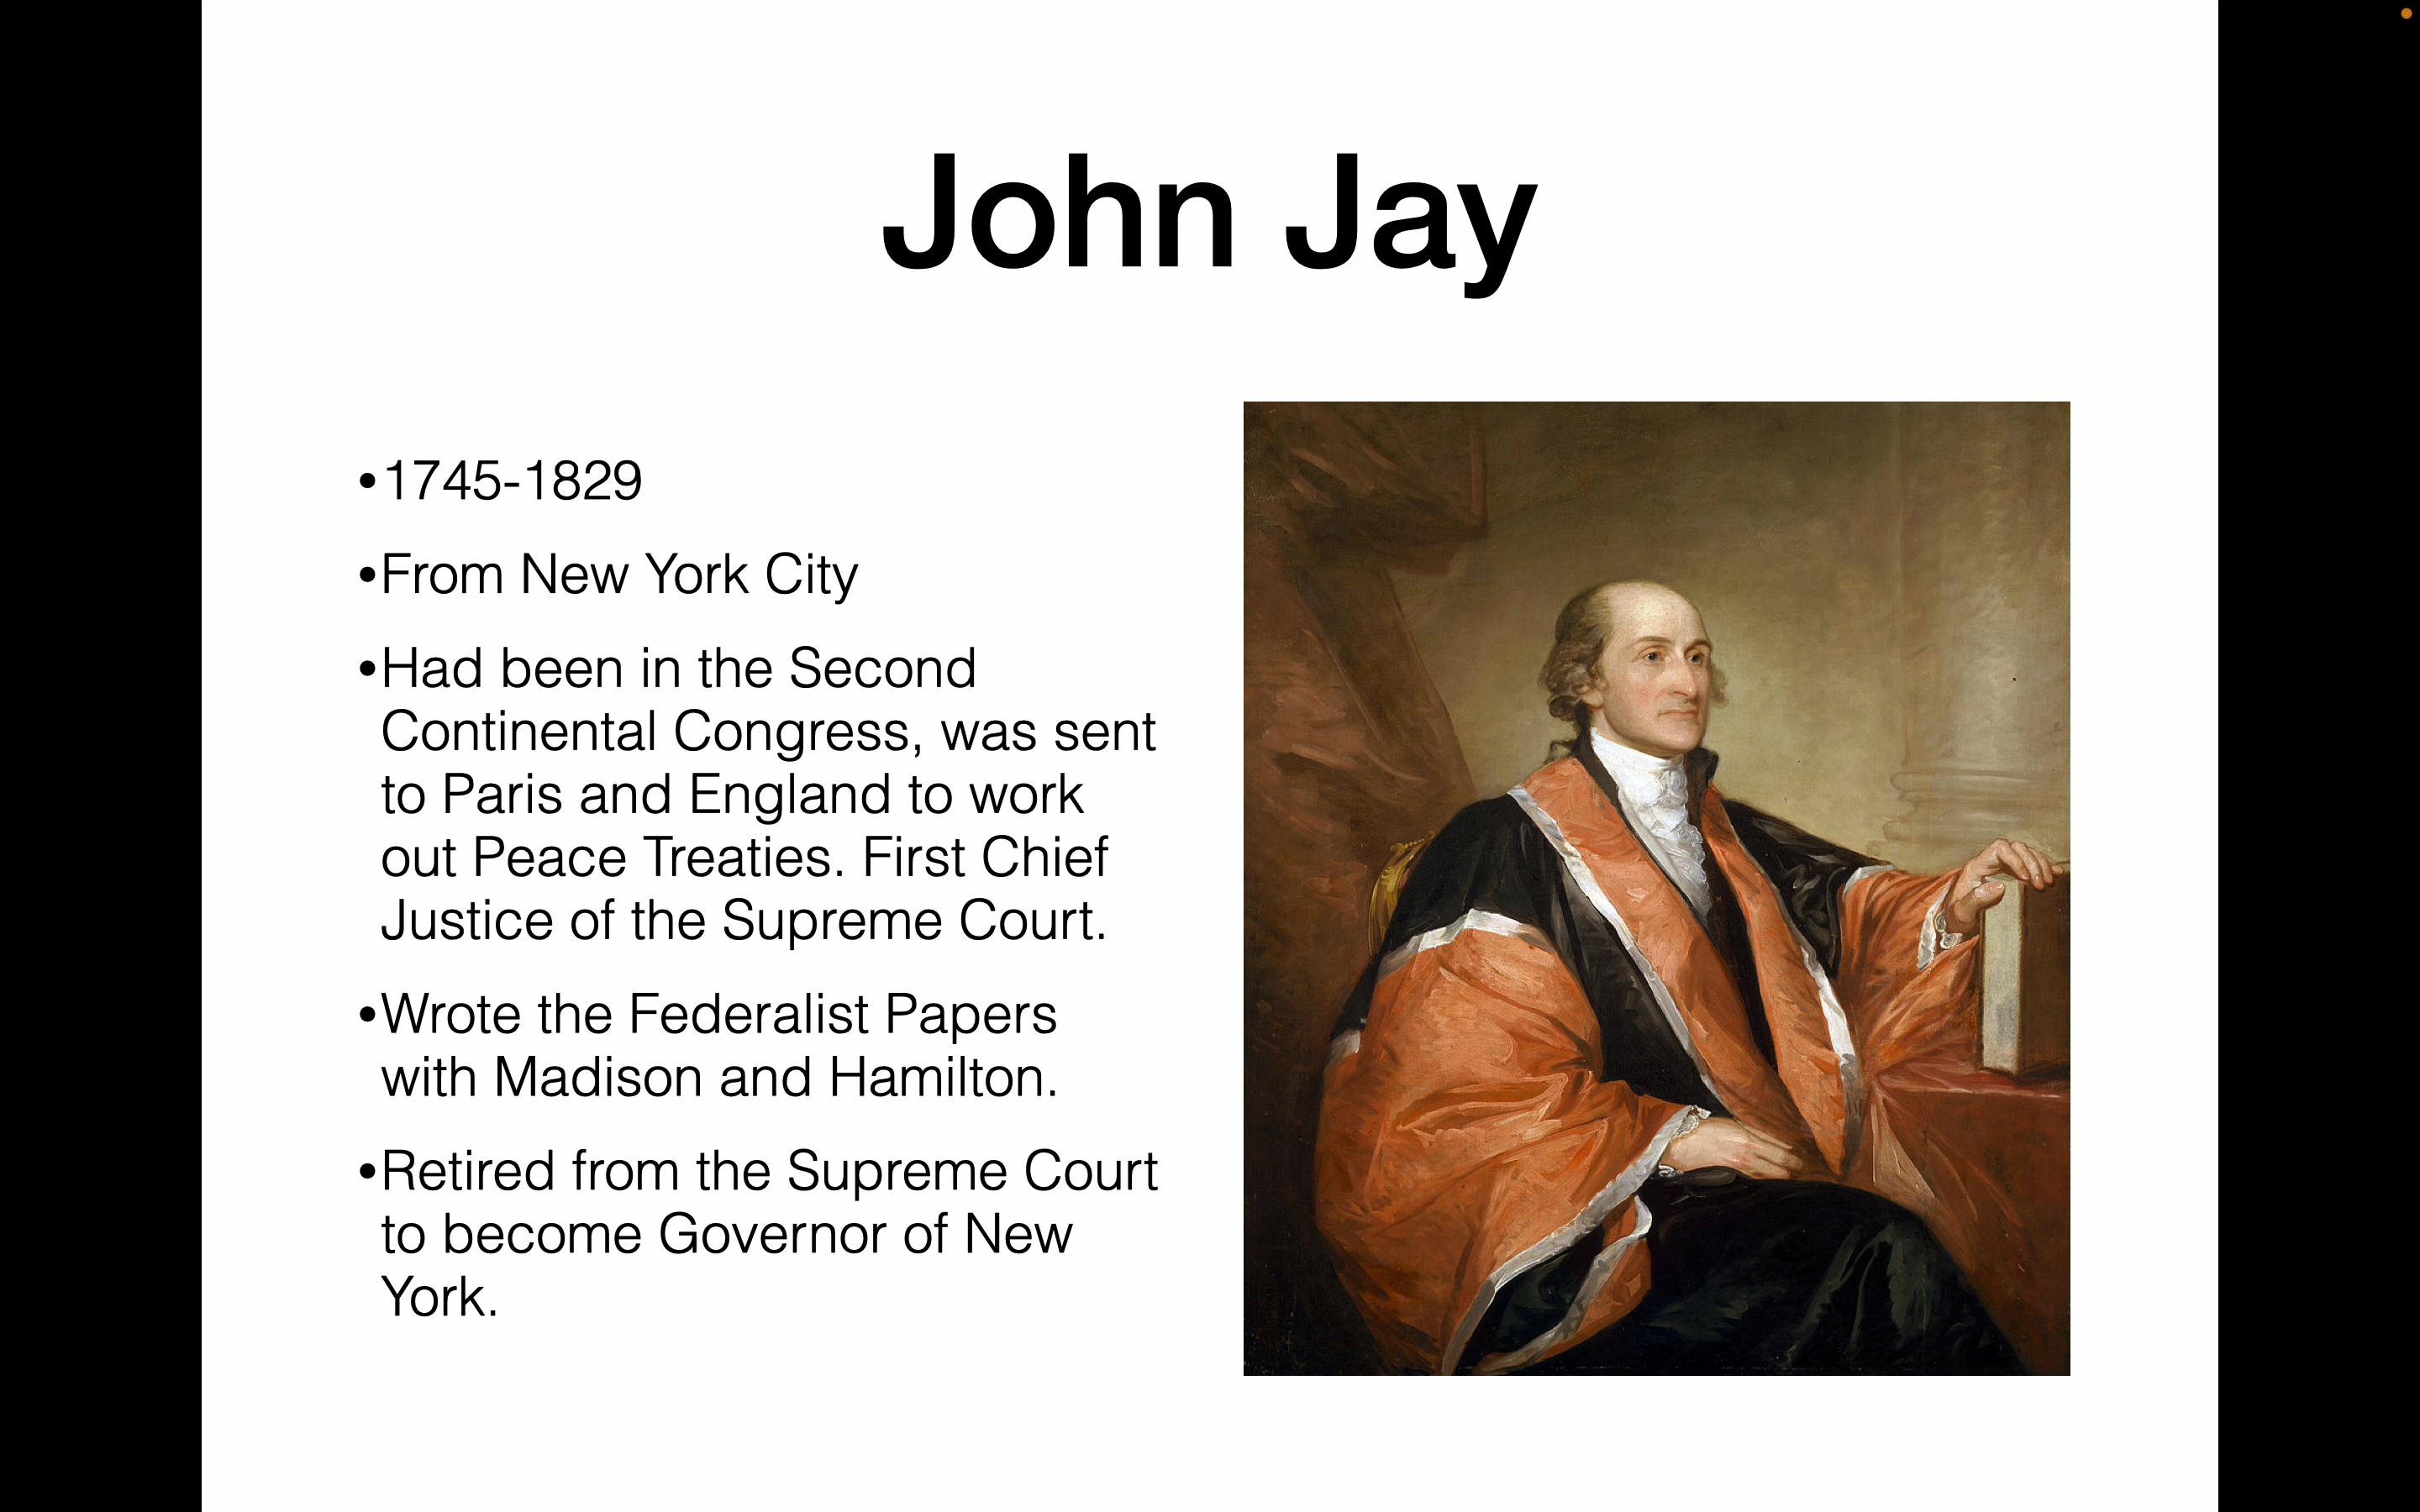 John Jay
•1745-1829
•From New York City
•Had been in the Second
Continental Congress, was sent
to Paris and England to work
out Peace Treaties. First Chief
Justice of the Supreme Court.
•Wrote the Federalist Papers
with Madison and Hamilton.
•Retired from the Supreme Court
to become Governor of New
York.